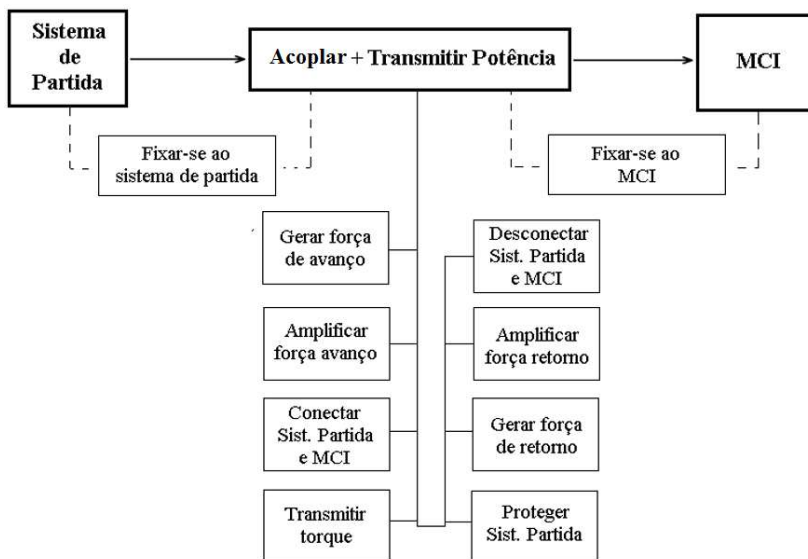 Sistema
de
Partida
Acoplar + Transmitir Potência
MCI
Fixar-se ao
sistema de partida
Fixar-se ao
MCI
Gerar força
de avanço
Desconectar
Sist. Partida
e MCI
Amplificar
força avanço
Amplificar
força retorno
Conectar
Sist. Partida
e MCI
Gerar força
de retorno
Transmitir
torque
Proteger
Sist. Partida